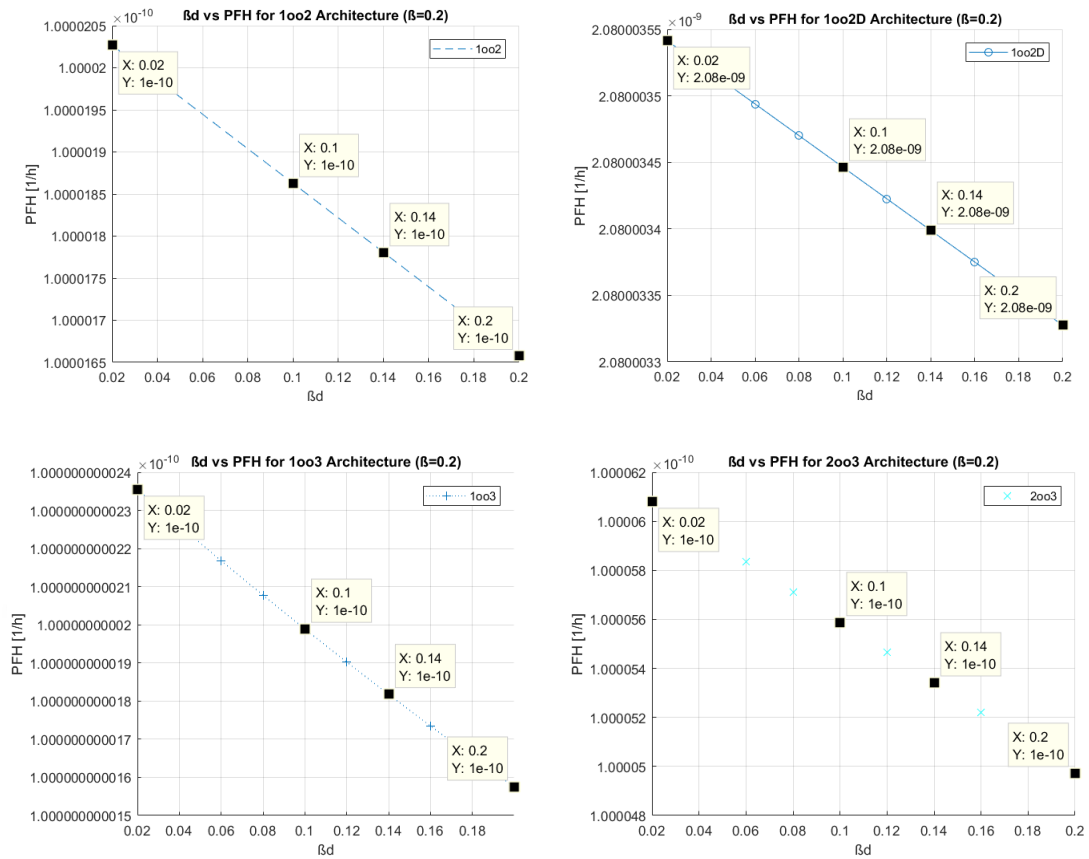 ßd vs PFH for 1oo2 Architecture (ß=0.2)
×10^-10
1.0000205
1.00002
1.0000195
1.000019
1.0000185
1.000018
1.0000175
1.000017
1.0000165
PFH [1/h]
1oo2
X: 0.02
Y: 1e-10
X: 0.1
Y: 1e-10
X: 0.14
Y: 1e-10
X: 0.2
Y: 1e-10
0.02 0.04 0.06 0.08 0.1 0.12 0.14 0.16 0.18 0.2
ßd
ßd vs PFH for 1oo2D Architecture (ß=0.2)
×10^-9
2.08000355
2.0800035
2.08000345
2.0800034
2.08000335
2.0800033
PFH [1/h]
1oo2D
X: 0.02
Y: 2.08e-09
X: 0.1
Y: 2.08e-09
X: 0.14
Y: 2.08e-09
X: 0.2
Y: 2.08e-09
0.02 0.04 0.06 0.08 0.1 0.12 0.14 0.16 0.18 0.2
ßd
ßd vs PFH for 1oo3 Architecture (ß=0.2)
×10^-10
1.000000000024
1.000000000023
1.000000000022
1.000000000021
1.00000000002
1.000000000019
1.000000000018
1.000000000017
1.000000000016
1.000000000015
PFH [1/h]
1oo3
X: 0.02
Y: 1e-10
X: 0.1
Y: 1e-10
X: 0.14
Y: 1e-10
X: 0.2
Y: 1e-10
0.02 0.04 0.06 0.08 0.1 0.12 0.14 0.16 0.18
ßd
ßd vs PFH for 2oo3 Architecture (ß=0.2)
×10^-10
1.000062
1.00006
1.000058
1.000056
1.000054
1.000052
1.00005
1.000048
PFH [1/h]
2oo3
X: 0.02
Y: 1e-10
X: 0.1
Y: 1e-10
X: 0.14
Y: 1e-10
X: 0.2
Y: 1e-10
0.02 0.04 0.06 0.08 0.1 0.12 0.14 0.16 0.18 0.2
ßd